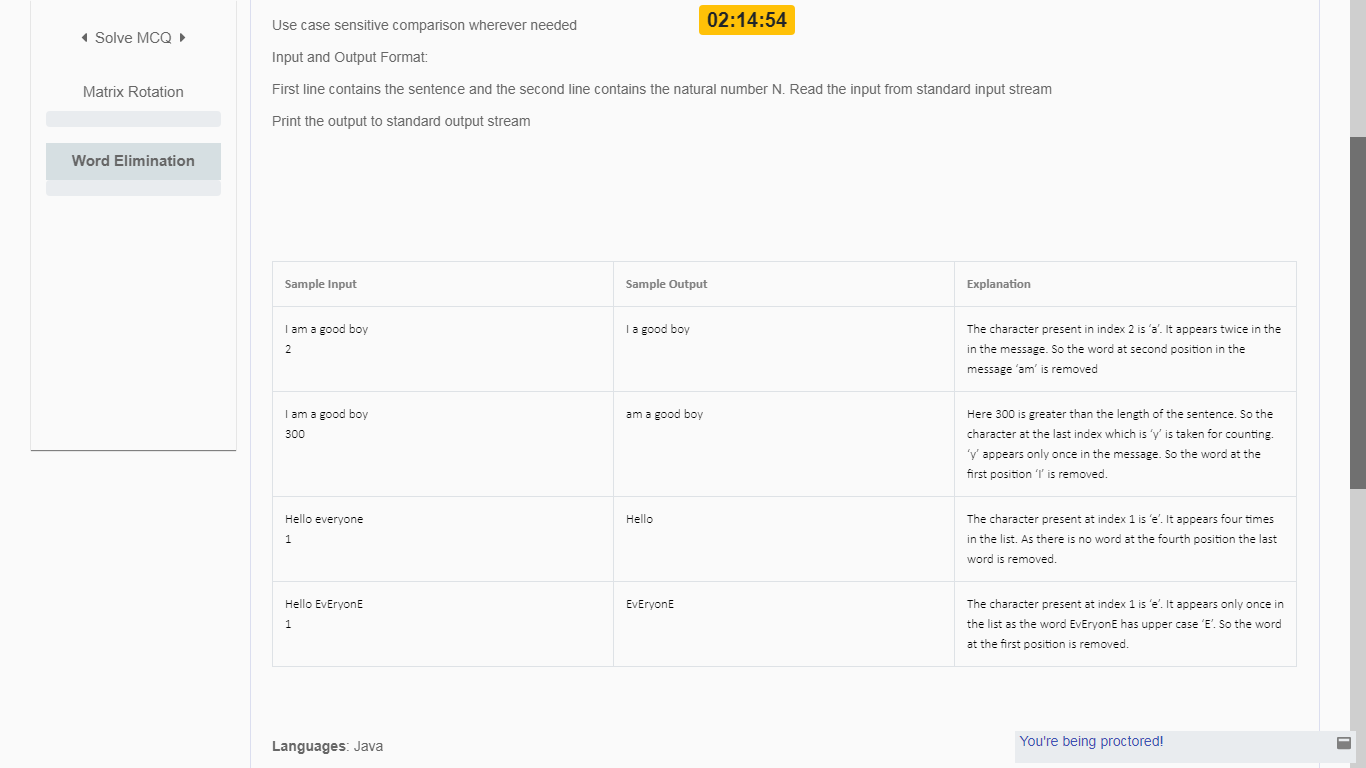 Use case sensitive comparison wherever needed
02:14:54
Solve MCQ
Input and Output Format:
Matrix Rotation
First line contains the sentence and the second line contains the natural number N. Read the input from standard input stream
Print the output to standard output stream
Word Elimination
Sample Input
Sample Output
Explanation
I am a good boy
2
I a good boy
The character present in index 2 is ‘a’. It appears twice in the
in the message. So the word at second position in the
message ‘am’ is removed
I am a good boy
300
am a good boy
Here 300 is greater than the length of the sentence. So the
character at the last index which is ‘y’ is taken for counting.
‘y’ appears only once in the message. So the word at the
first position ‘I’ is removed.
Hello everyone
1
Hello
The character present at index 1 is ‘e’. It appears four times
in the list. As there is no word at the fourth position the last
word is removed.
Hello EvEryonE
1
EvEryonE
The character present at index 1 is ‘e’. It appears only once in
the list as the word EvEryonE has upper case ‘E’. So the word
at the first position is removed.
Languages: Java
You're being proctored!